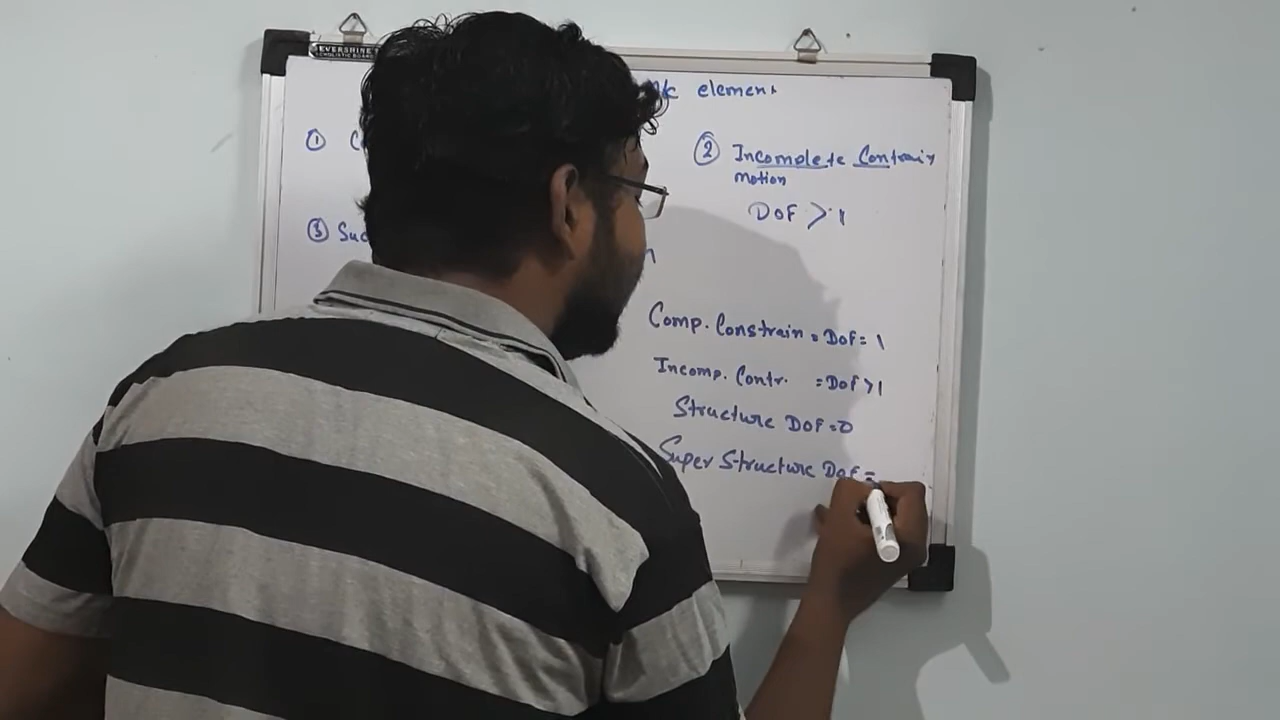 EVERSHINE
element
① C
② Incomplete Constrain
motion
DOF > 1
③ Suc
n
Comp. Constrain = DOF = 1
Incomp. Contr. = DOF > 1
Structure DOF = 0
Super Structure DOF =